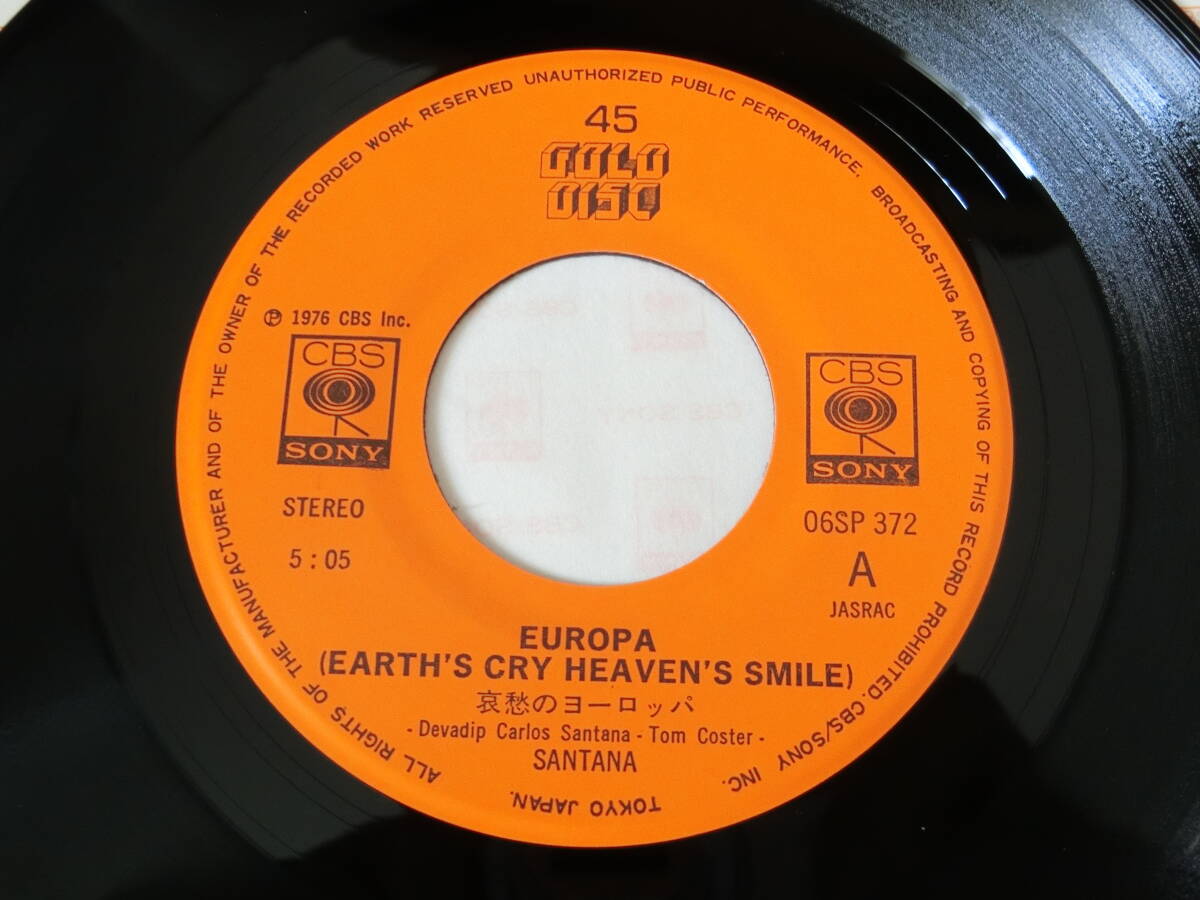 ALL RIGHTS OF THE MANUFACTURER AND OF THE OWNER OF THE RECORDED WORK RESERVED UNAUTHORIZED PUBLIC PERFORMANCE. BROADCASTING AND COPYING OF THIS RECORD PROHIBITED. CBS/SONY INC. TOKYO JAPAN.
45
GOLD
DISC
Ⓟ 1976 CBS Inc.
CBS
SONY
CBS
SONY
STEREO
5:05
06SP 372
A
JASRAC
EUROPA
(EARTH'S CRY HEAVEN'S SMILE)
哀愁のヨーロッパ
- Devadip Carlos Santana - Tom Coster -
SANTANA